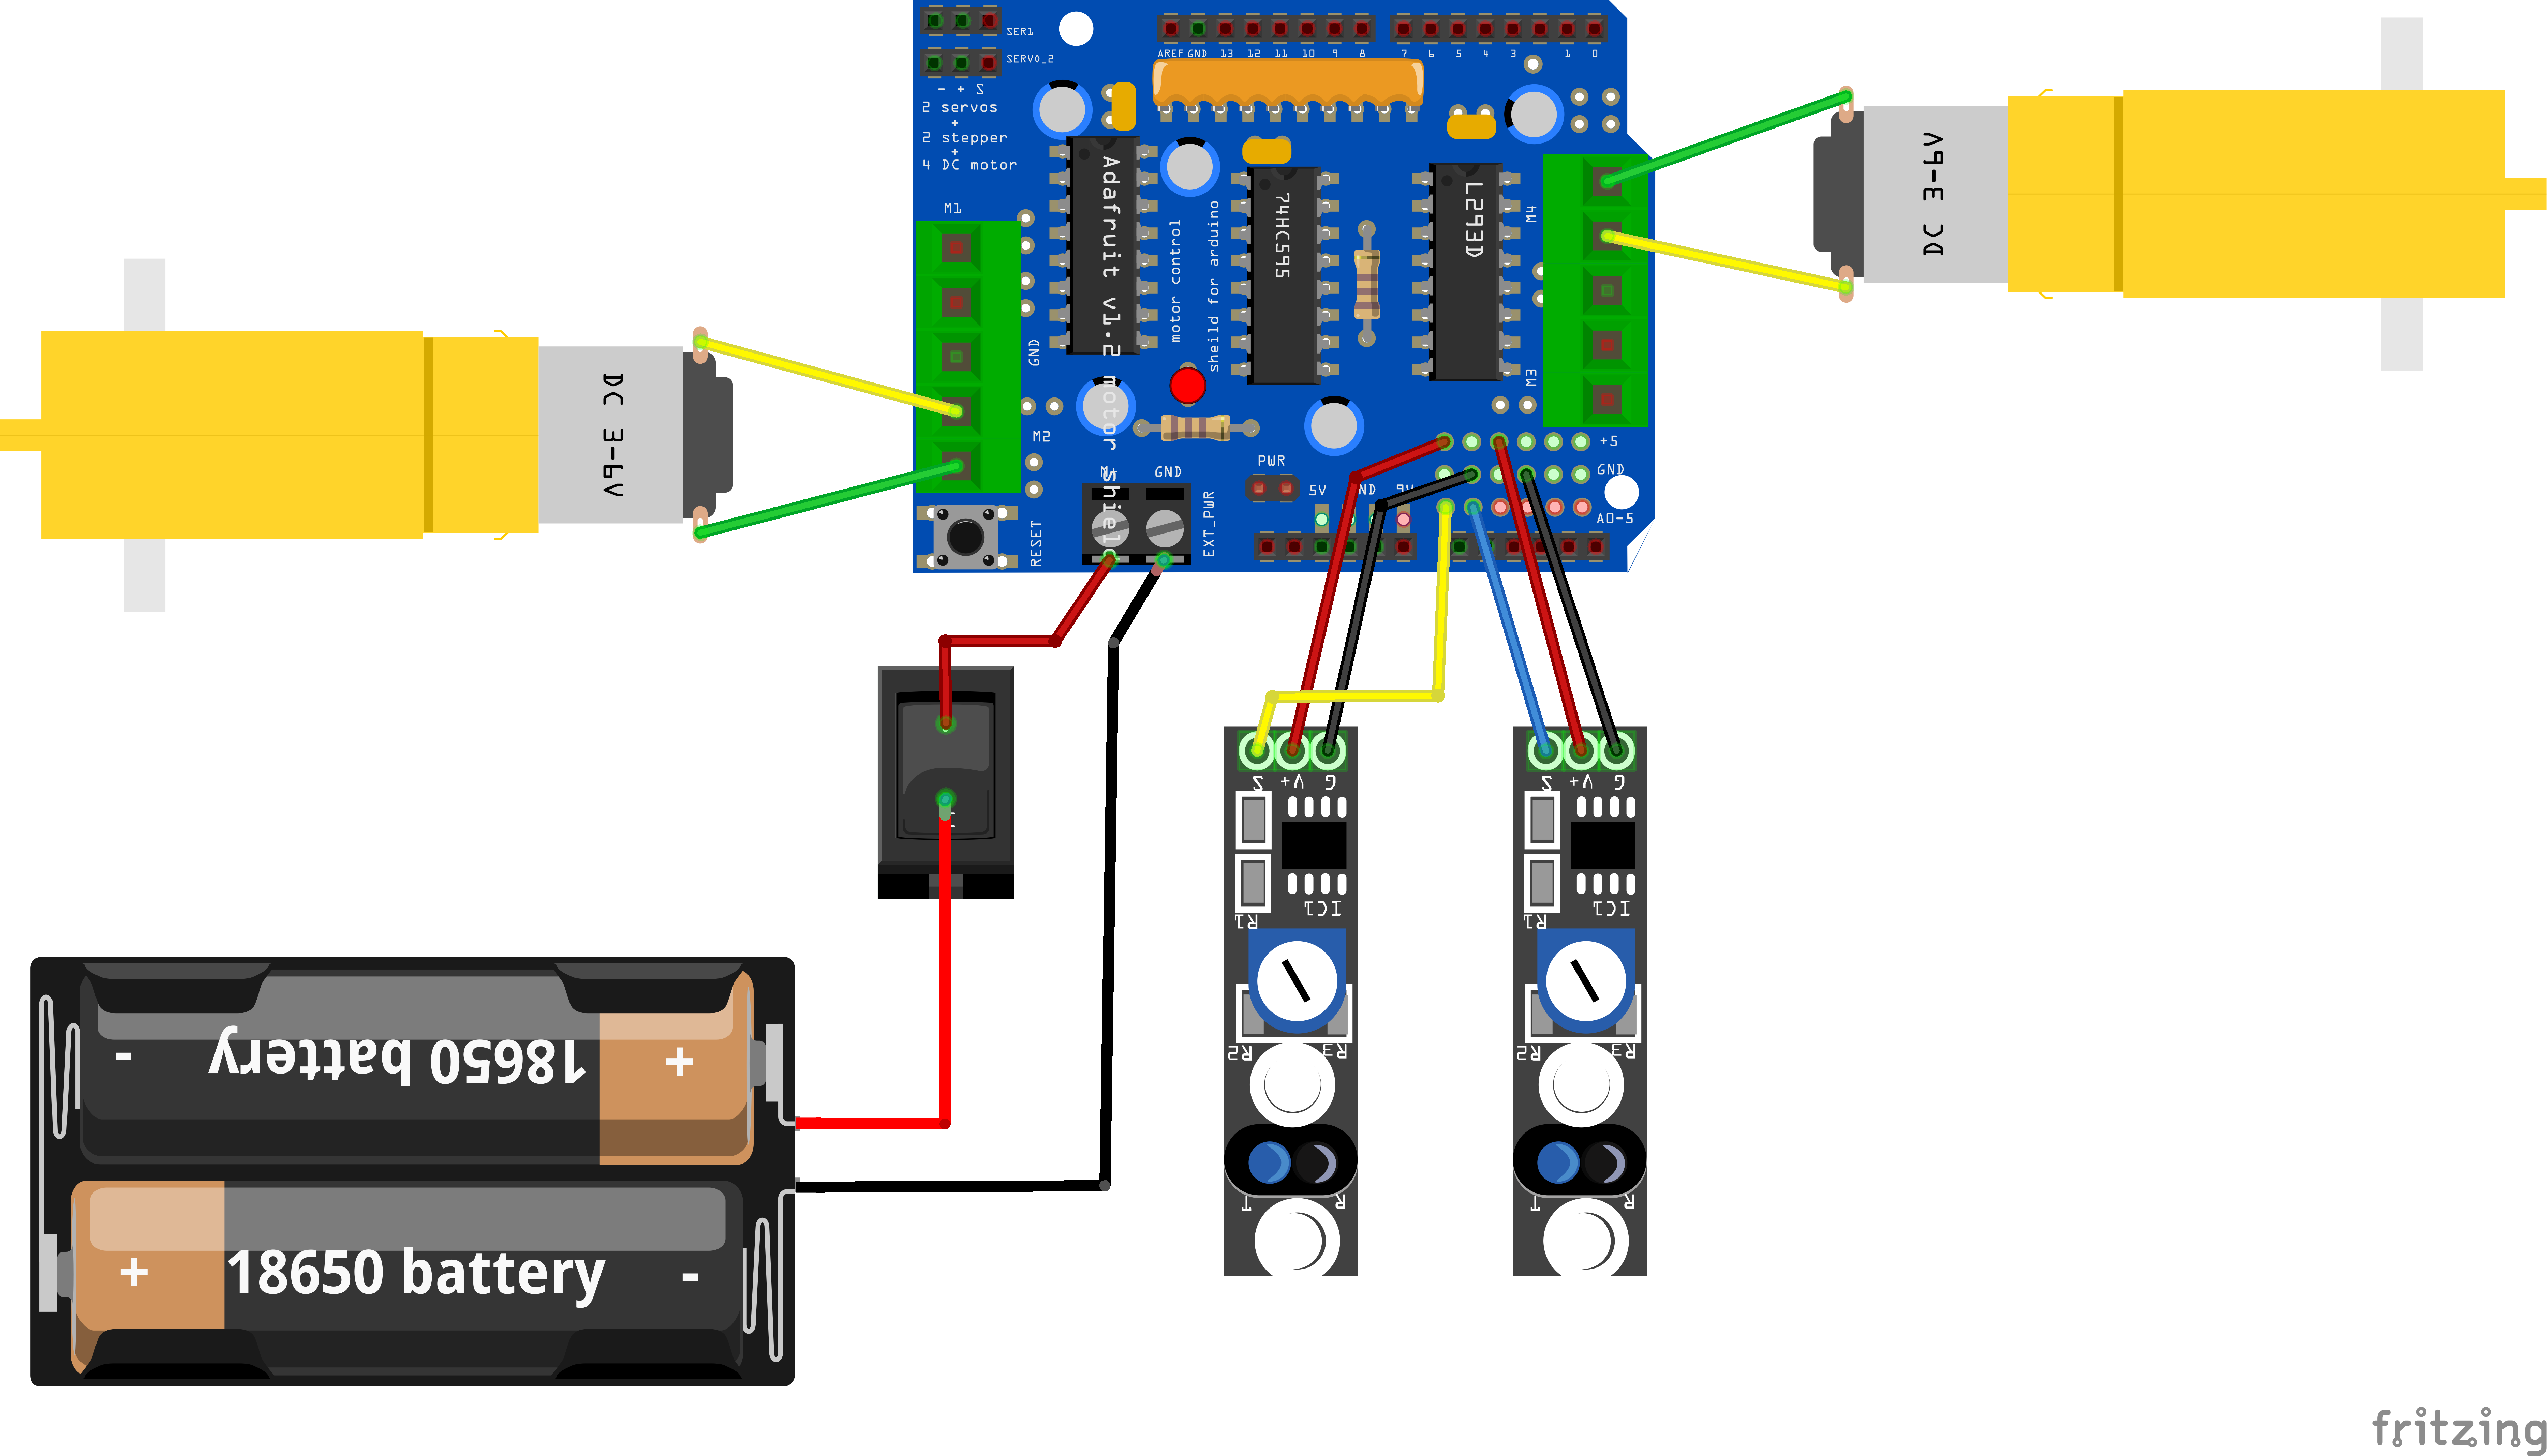 SER1
SERVO_2
- + S
2 servos
+
2 stepper
+
4 DC motor
AREF GND 13 12 11 10 9 8
7 6 5 4 3 1 0
M1
GND
M2
RESET
Adafruit v1.2 motor shield
motor control
sheild for arduino
74HC595
L293D
M4
M3
M+ GND
EXT_PWR
PWR
5V ND 9V
+5
GND
A0-5
DC 3-6V
DC 3-6V
1
S V+ G
IC1
R1
R2 R3
T R
S V+ G
IC1
R1
R2 R3
T R
- 18650 battery +
+ 18650 battery -
fritzing